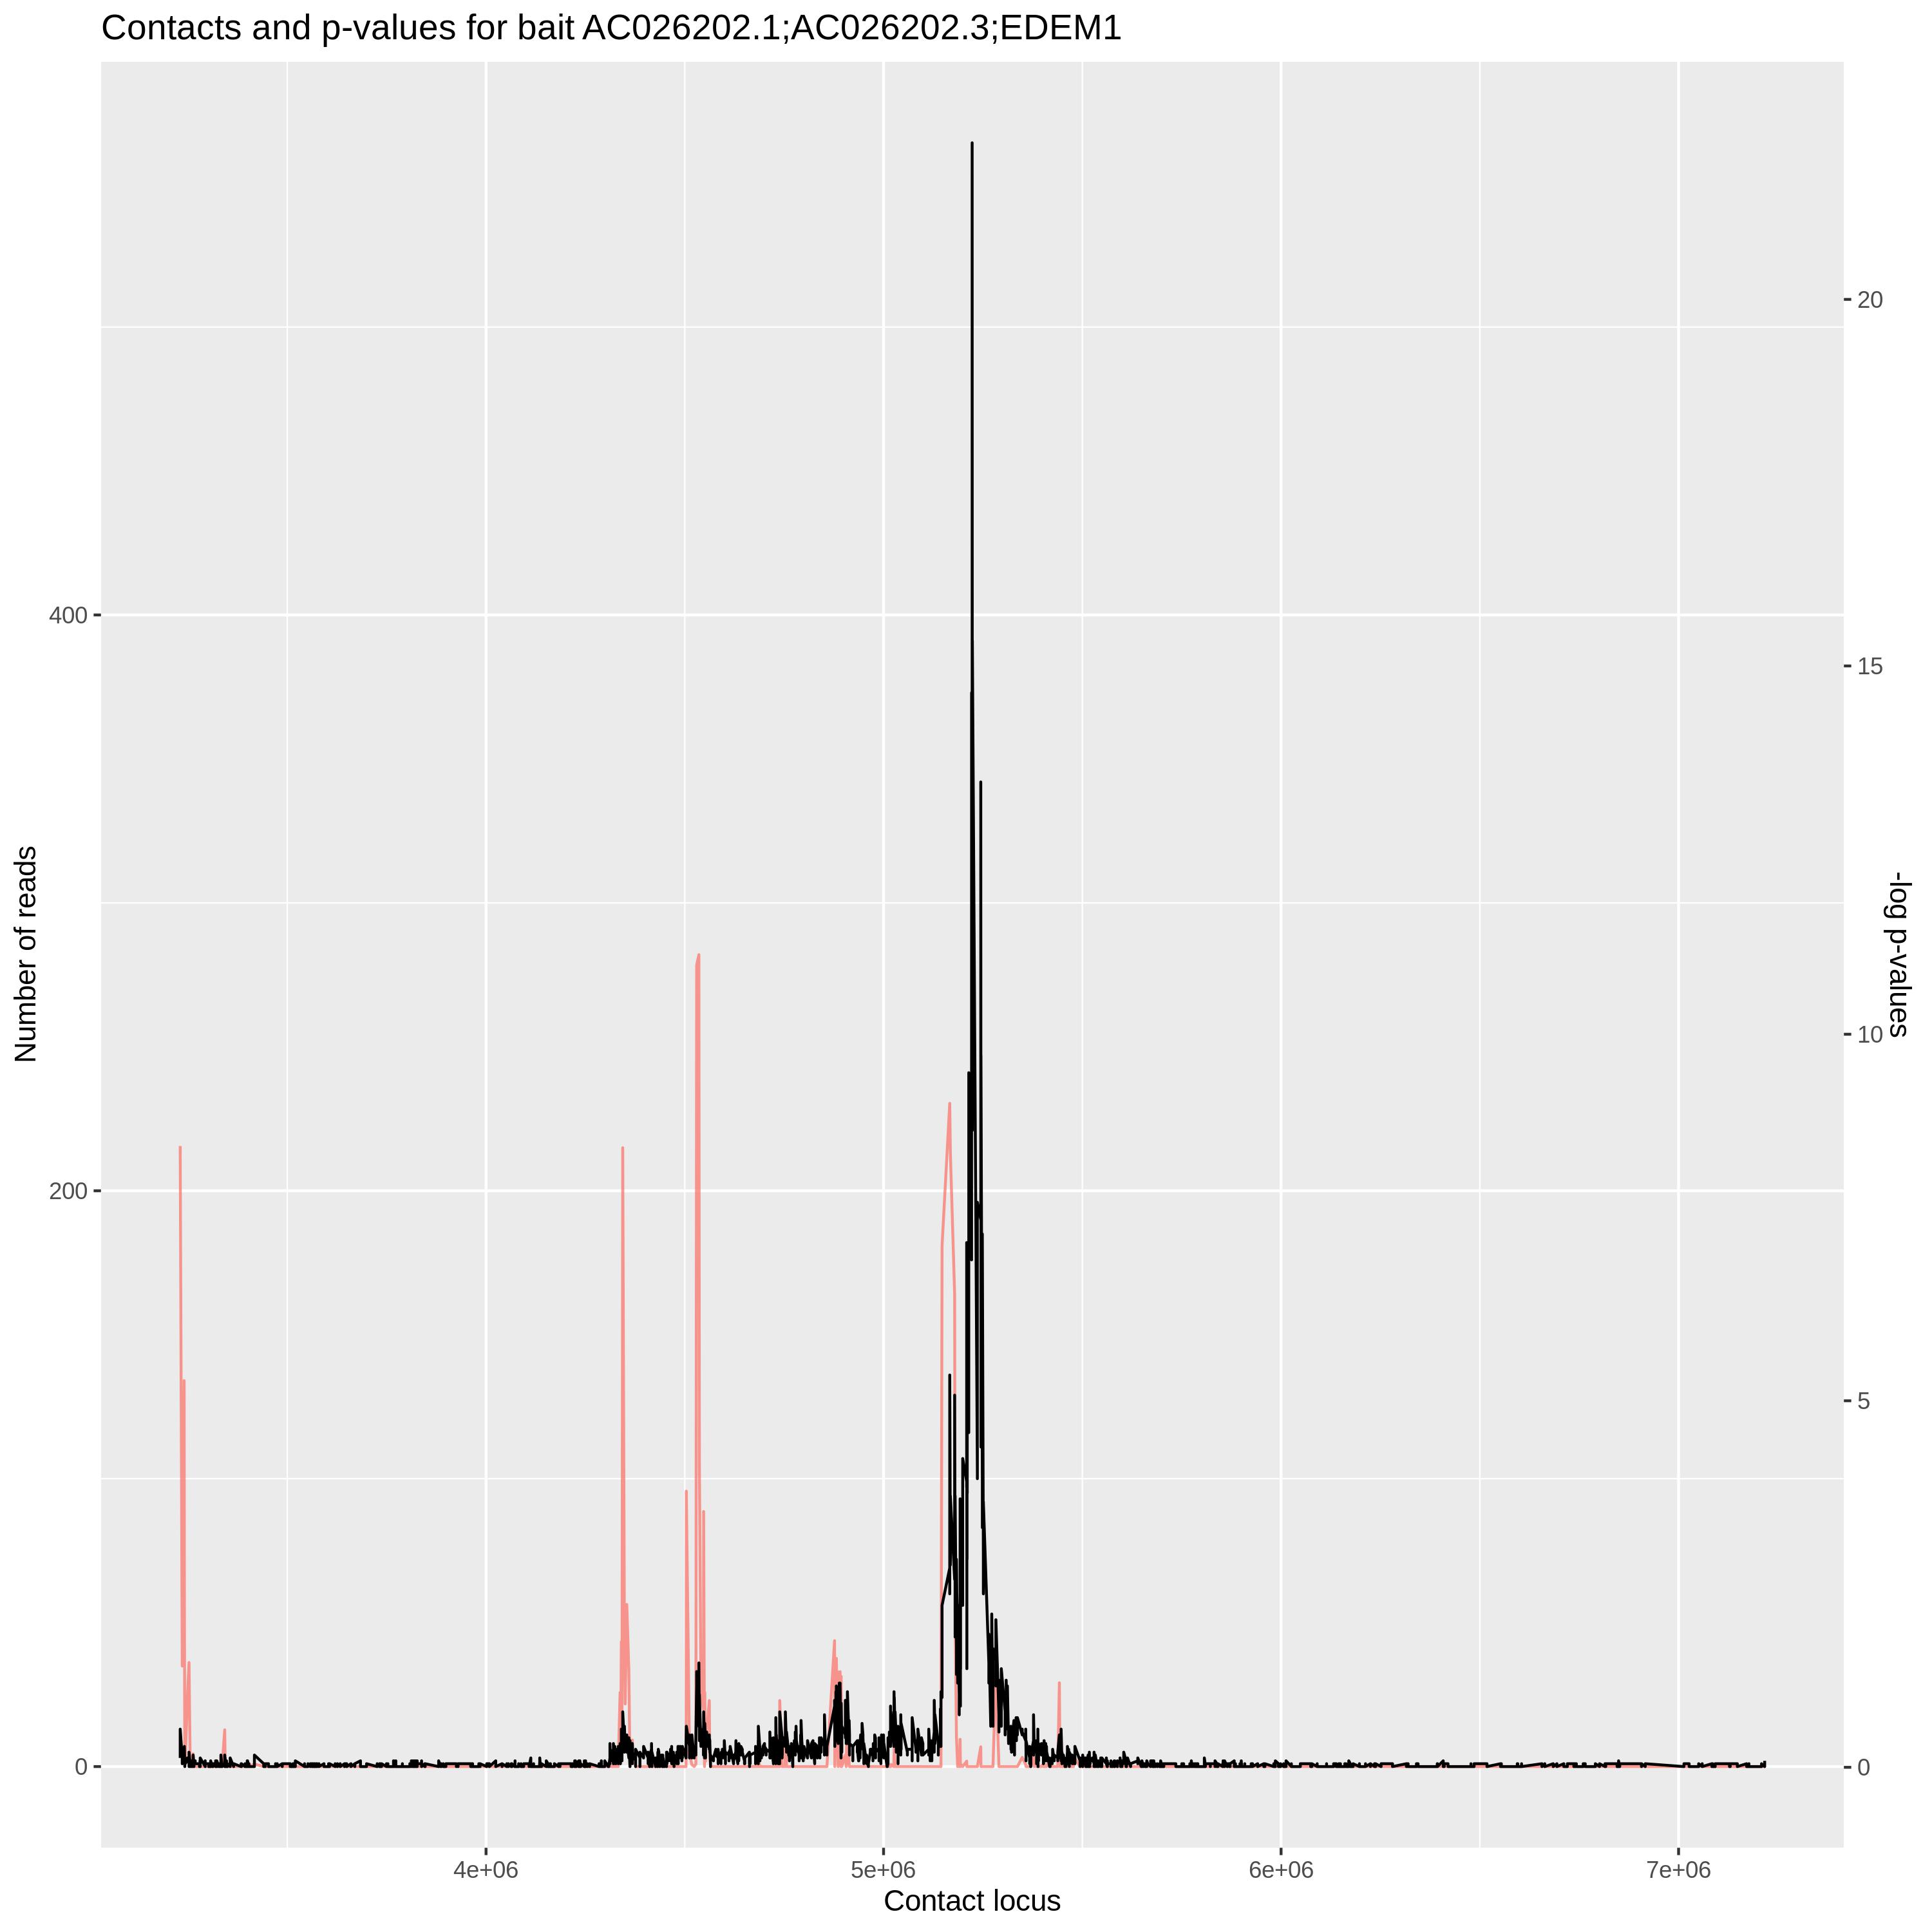 Contacts and p-values for bait AC026202.1;AC026202.3;EDEM1
Number of reads
400
200
0
20
15
10
5
0
-log p-values
4e+06 5e+06 6e+06 7e+06
Contact locus